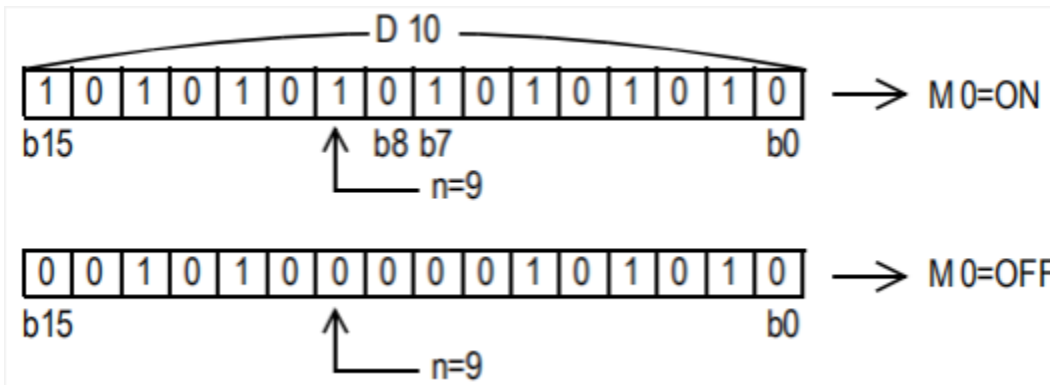 D 10
1 0 1 0 1 0 1 0 1 0 1 0 1 0 1 0 M0=ON
b15 b8 b7 b0
n=9
0 0 1 0 1 0 0 0 0 0 1 0 1 0 1 0 M0=OFF
b15 b0
n=9